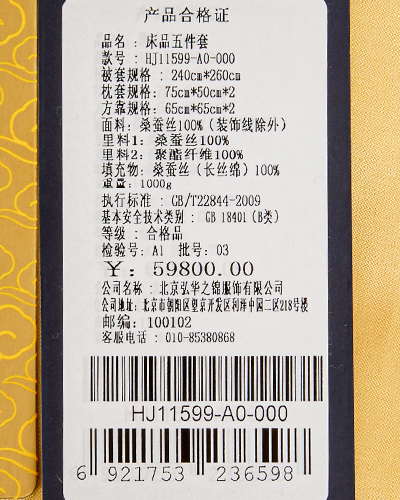 产品合格证
品名：床品五件套
款号：HJ11599-A0-000
被套规格：240cm*260cm
枕套规格：75cm*50cm*2
方靠规格：65cm*65cm*2
面料：桑蚕丝100%（装饰线除外）
里料1：桑蚕丝100%
里料2：聚酯纤维100%
填充物：桑蚕丝（长丝绵）100%
重量：1000g
执行标准：GB/T22844-2009
基本安全技术类别：GB 18401（B类）
等级：合格品
检验号：A1 批号：03
￥：59800.00
公司名称：北京弘华之锦服饰有限公司
公司地址：北京市朝阳区望京开发区利泽中园二区218号楼
邮编：100102
客服电话：010-85380868
HJ11599-A0-000
6 921753 236598